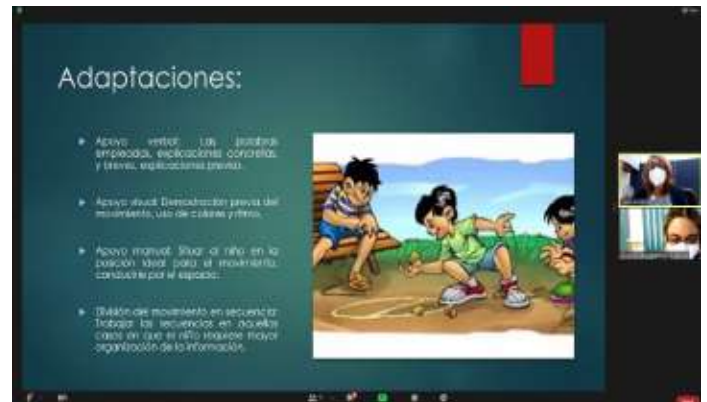 Adaptaciones:
Apoyo verbal: Las palabras
empleadas, explicaciones concretas,
y breves, explicaciones previas.
Apoyo visual: Demostración previa del
movimiento, uso de colores y ritmo.
Apoyo manual: Situar al niño en la
posición ideal para el movimiento,
conducirle por el espacio.
División del movimiento en secuencia:
Trabajar las secuencias en aquellos
casos en que el niño requiere mayor
organización de la información.